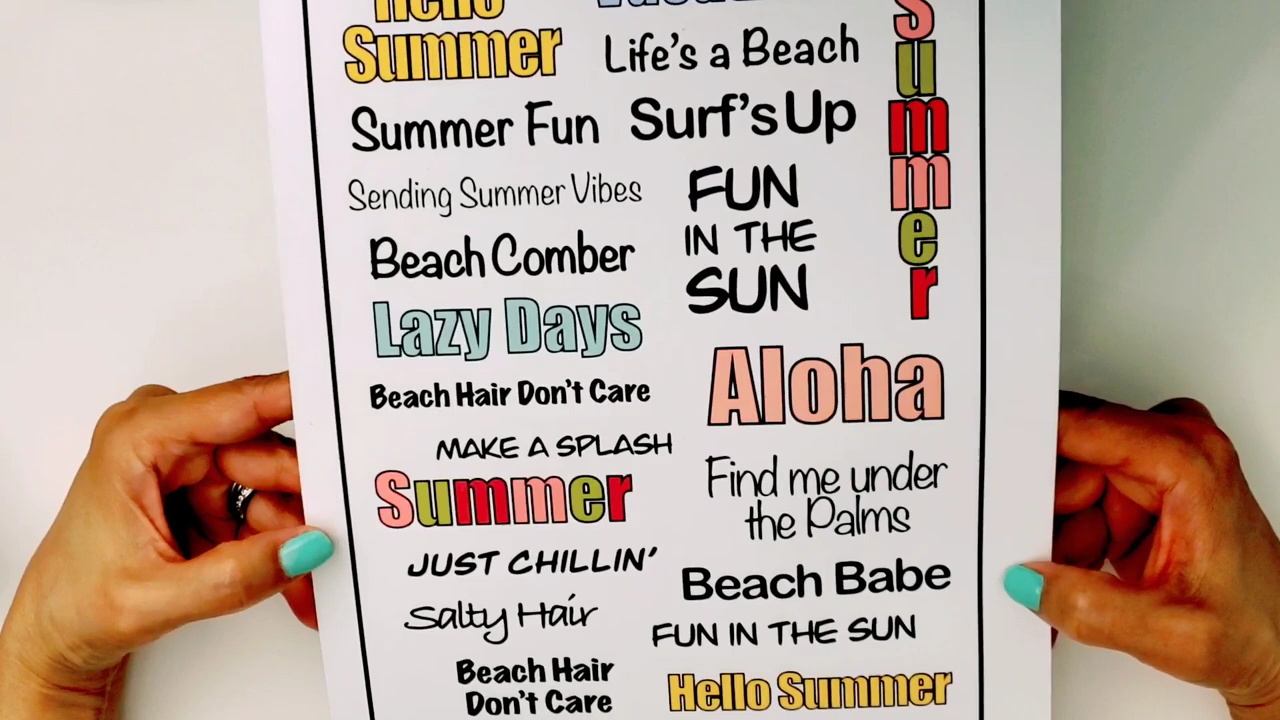 Hello
Summer
Life's a Beach
Summer Fun
Surf's Up
Summer
Sending Summer Vibes
FUN
IN THE
SUN
Beach Comber
Lazy Days
Aloha
Beach Hair Don't Care
MAKE A SPLASH
Summer
Find me under
the Palms
JUST CHILLIN'
Beach Babe
Salty Hair
FUN IN THE SUN
Beach Hair
Don't Care
Hello Summer